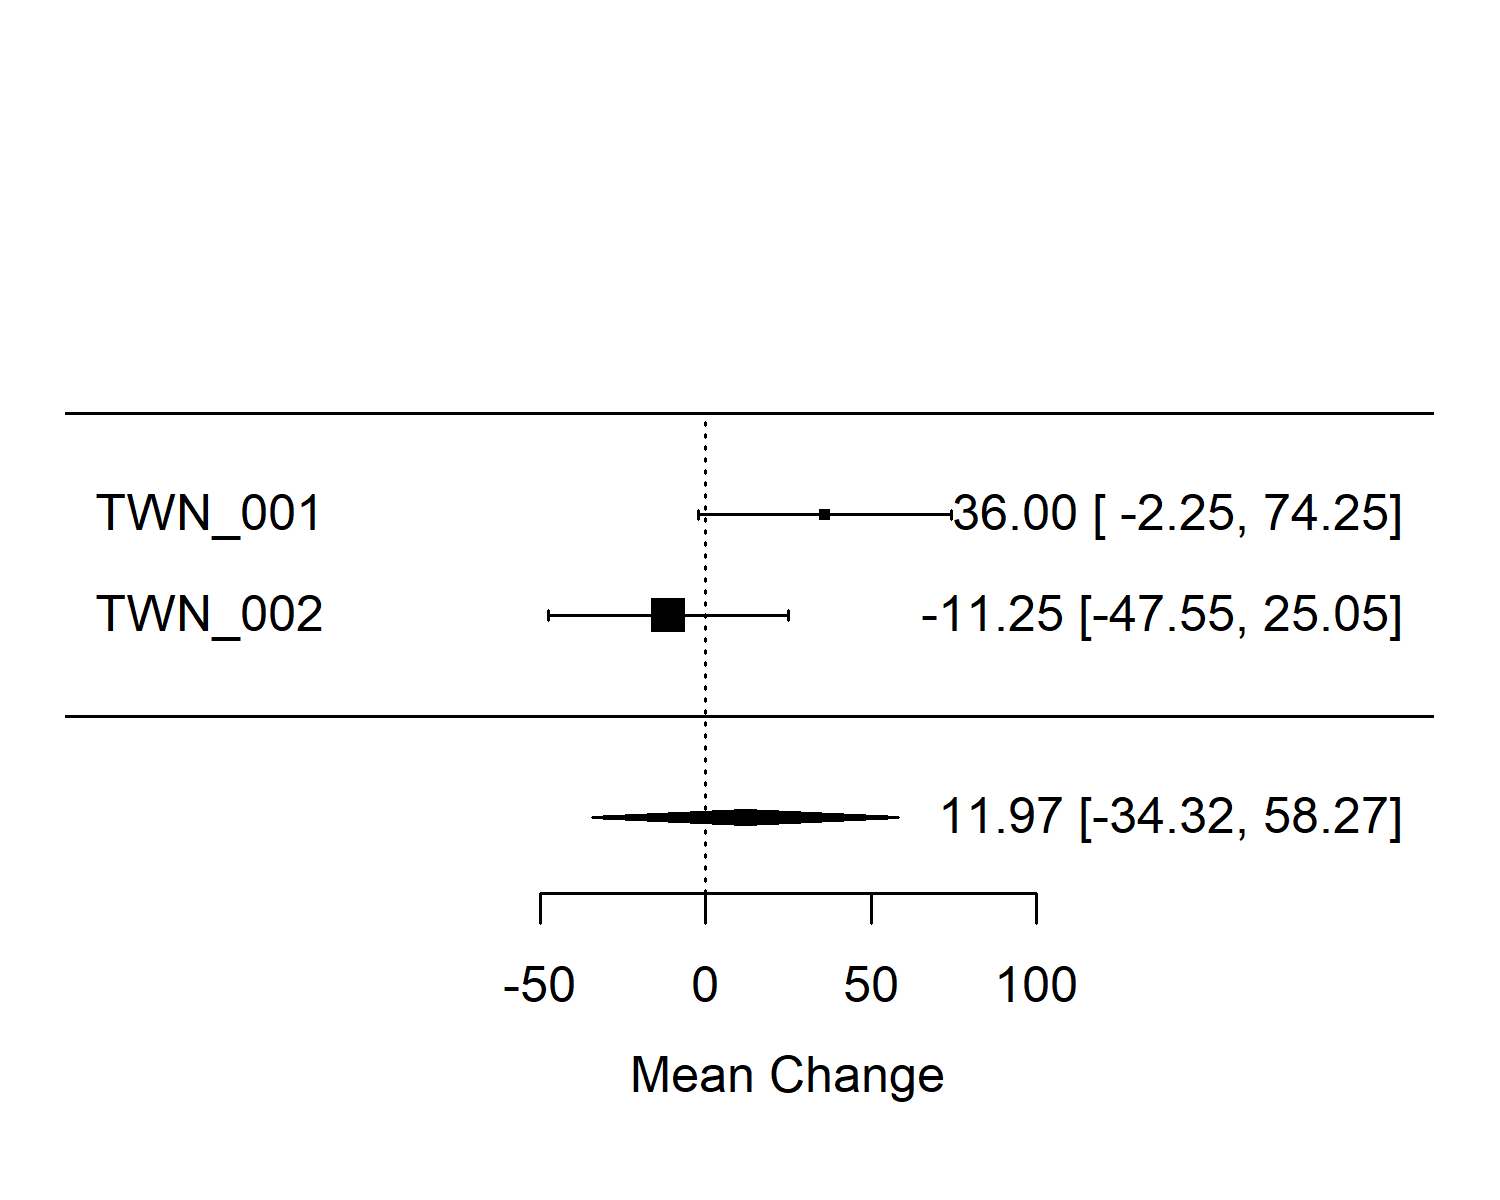 TWN_001 36.00 [ -2.25, 74.25]
TWN_002 -11.25 [-47.55, 25.05]
11.97 [-34.32, 58.27]
-50 0 50 100
Mean Change